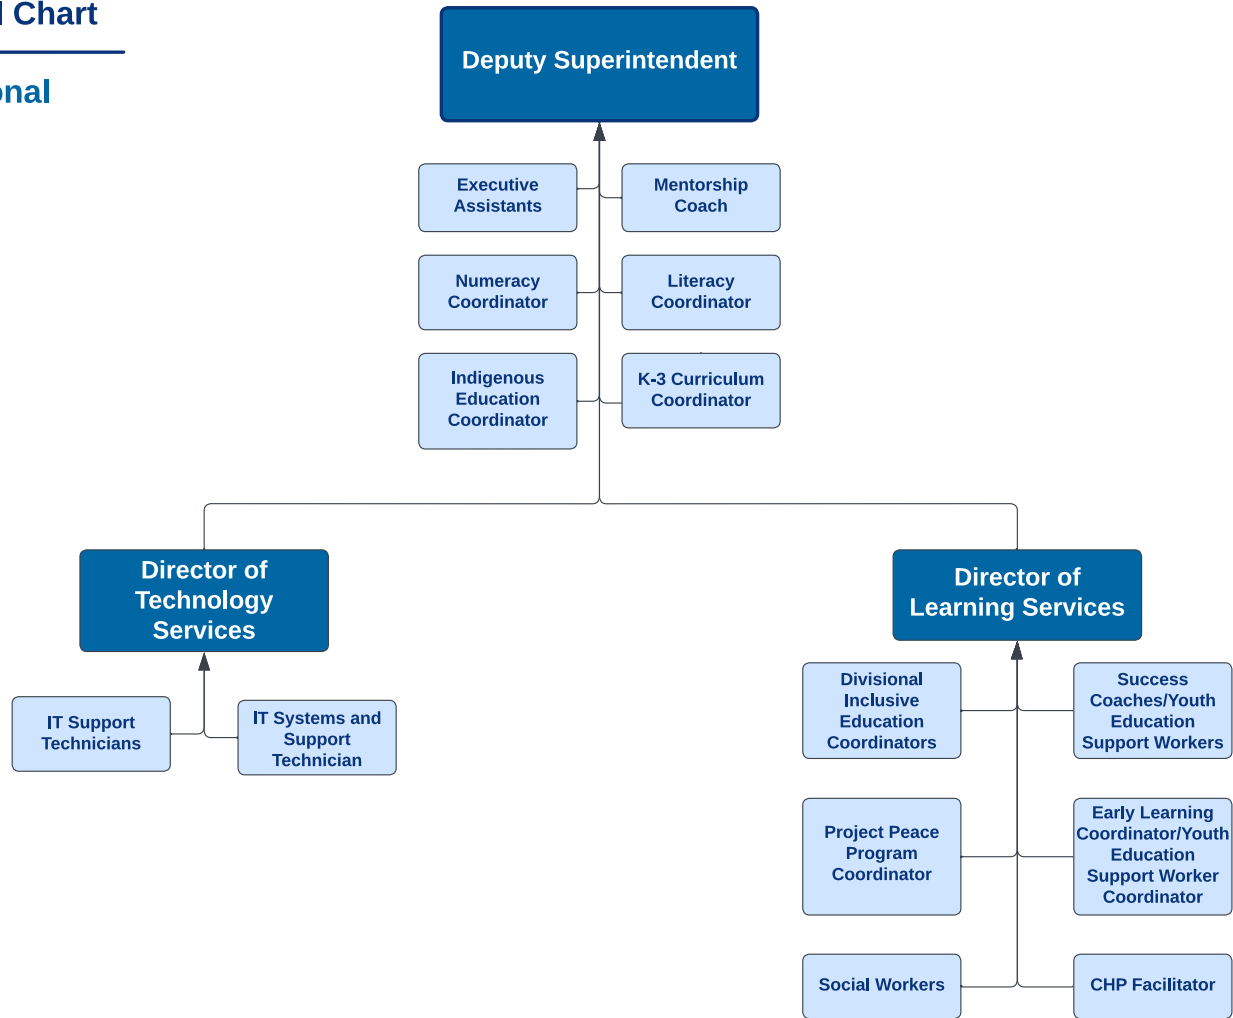 Chart
Deputy Superintendent
Executive
Assistants
Mentorship
Coach
Numeracy
Coordinator
Literacy
Coordinator
Indigenous
Education
Coordinator
K-3 Curriculum
Coordinator
Director of
Technology
Services
Director of
Learning Services
IT Support
Technicians
IT Systems and
Support
Technician
Divisional
Inclusive
Education
Coordinators
Success
Coaches/Youth
Education
Support Workers
Project Peace
Program
Coordinator
Early Learning
Coordinator/Youth
Education
Support Worker
Coordinator
Social Workers
CHP Facilitator